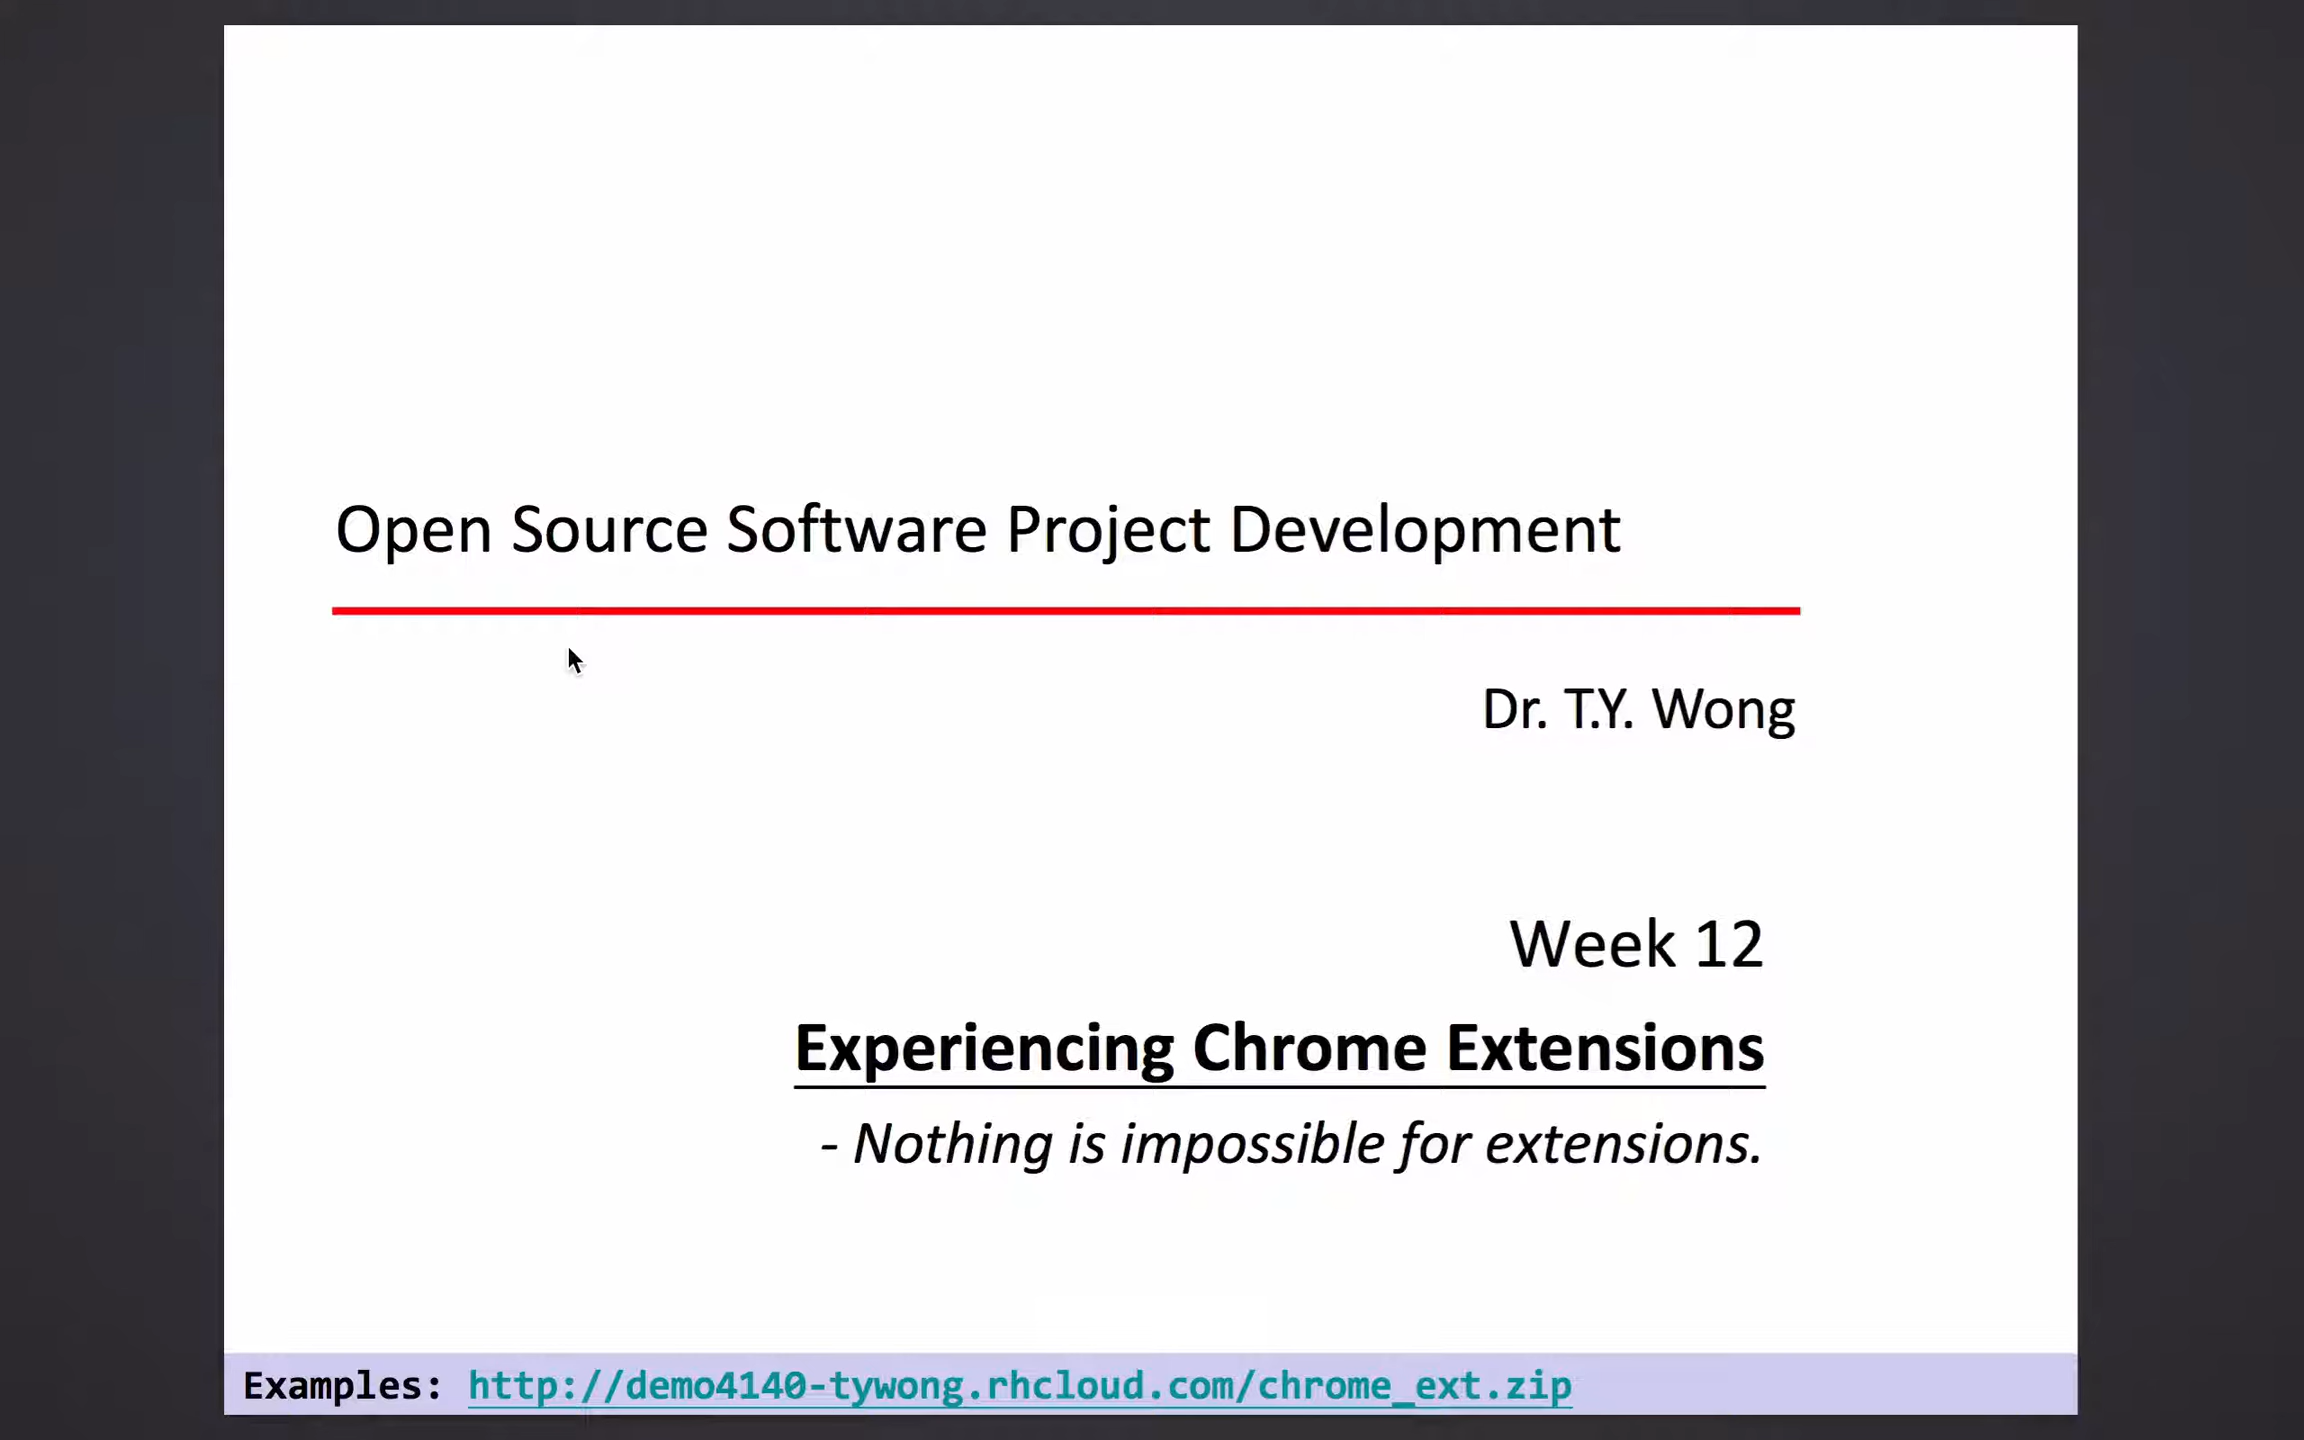 Open Source Software Project Development
Dr. T.Y. Wong
Week 12
Experiencing Chrome Extensions
- Nothing is impossible for extensions.
Examples: http://demo4140-tywong.rhcloud.com/chrome_ext.zip